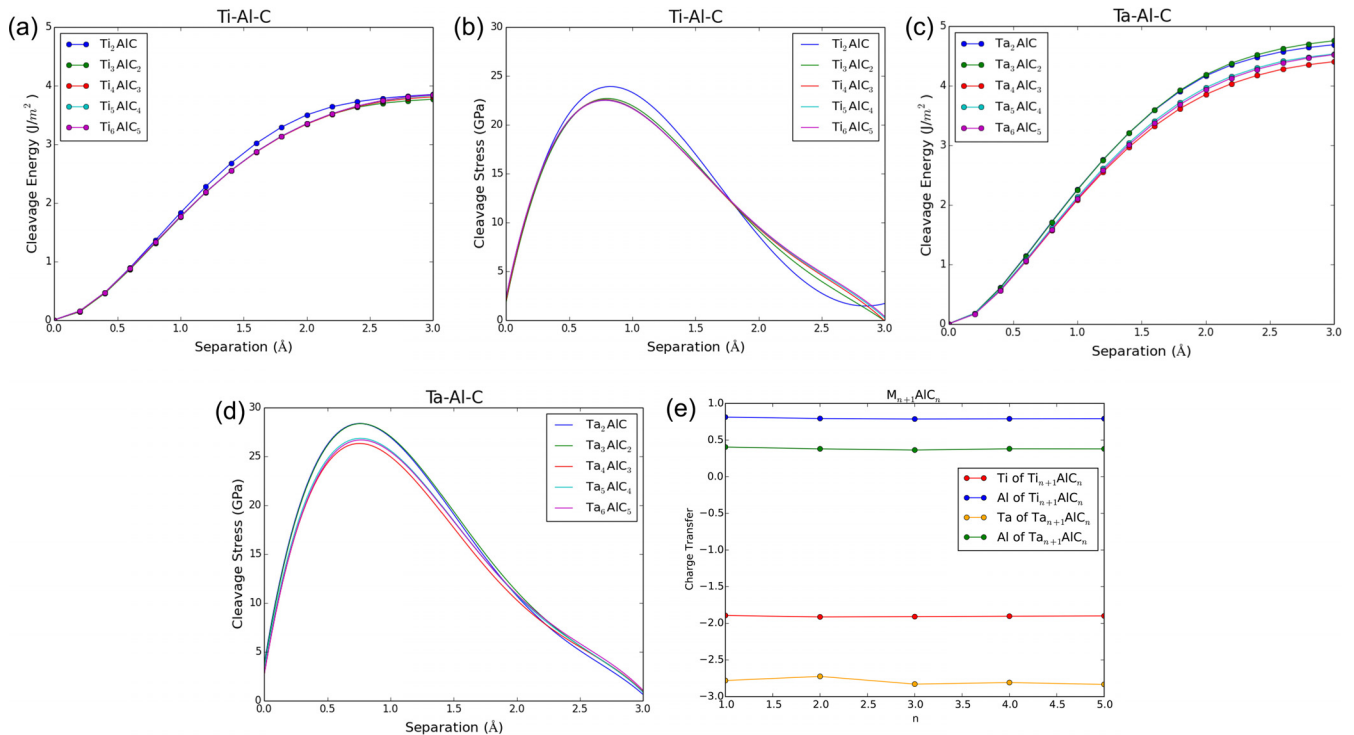 (a)
Ti-Al-C
Cleavage Energy (J/m²)
5
4
3
2
1
0
Ti₂AlC
Ti₃AlC₂
Ti₄AlC₃
Ti₅AlC₄
Ti₆AlC₅
0.0 0.5 1.0 1.5 2.0 2.5 3.0
Separation (Å)
(b)
Ti-Al-C
Cleavage Stress (GPa)
30
25
20
15
10
5
0
Ti₂AlC
Ti₃AlC₂
Ti₄AlC₃
Ti₅AlC₄
Ti₆AlC₅
0.0 0.5 1.0 1.5 2.0 2.5 3.0
Separation (Å)
(c)
Ta-Al-C
Cleavage Energy (J/m²)
5
4
3
2
1
0
Ta₂AlC
Ta₃AlC₂
Ta₄AlC₃
Ta₅AlC₄
Ta₆AlC₅
0.0 0.5 1.0 1.5 2.0 2.5 3.0
Separation (Å)
(d)
Ta-Al-C
Cleavage Stress (GPa)
30
25
20
15
10
5
0
Ta₂AlC
Ta₃AlC₂
Ta₄AlC₃
Ta₅AlC₄
Ta₆AlC₅
0.0 0.5 1.0 1.5 2.0 2.5 3.0
Separation (Å)
(e)
Mₙ₊₁AlCₙ
Charge Transfer
1.0
0.5
0.0
−0.5
−1.0
−1.5
−2.0
−2.5
−3.0
Ti of Tiₙ₊₁AlCₙ
Al of Tiₙ₊₁AlCₙ
Ta of Taₙ₊₁AlCₙ
Al of Taₙ₊₁AlCₙ
1.0 1.5 2.0 2.5 3.0 3.5 4.0 4.5 5.0
n